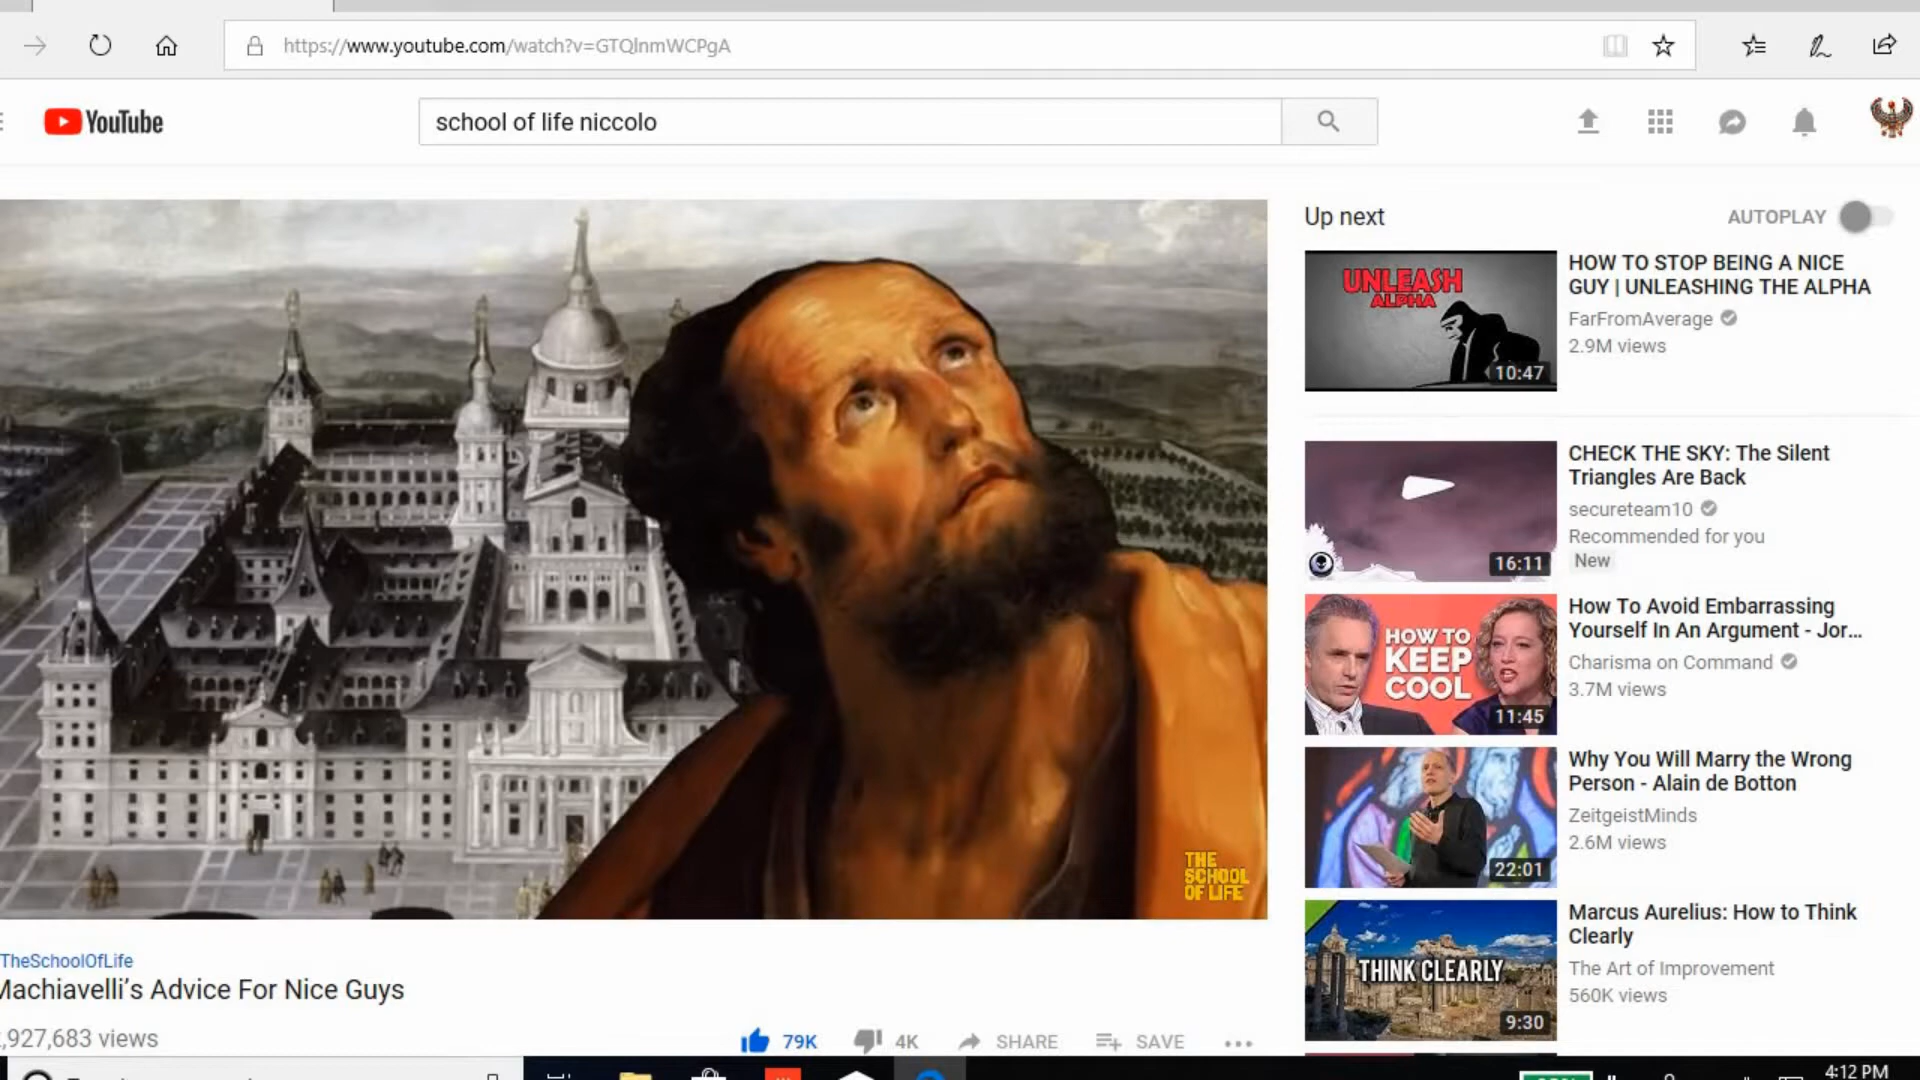 https://www.youtube.com/watch?v=GTQlnmWCPgA
YouTube
school of life niccolo
THE
SCHOOL
OF LIFE
#TheSchoolOfLife
Machiavelli's Advice For Nice Guys
,927,683 views
79K
4K
SHARE
SAVE
Up next
AUTOPLAY
UNLEASH
ALPHA
10:47
HOW TO STOP BEING A NICE
GUY | UNLEASHING THE ALPHA
FarFromAverage
2.9M views
16:11
CHECK THE SKY: The Silent
Triangles Are Back
secureteam10
Recommended for you
New
HOW TO
KEEP
COOL
11:45
How To Avoid Embarrassing
Yourself In An Argument - Jor...
Charisma on Command
3.7M views
22:01
Why You Will Marry the Wrong
Person - Alain de Botton
ZeitgeistMinds
2.6M views
THINK CLEARLY
9:30
Marcus Aurelius: How to Think
Clearly
The Art of Improvement
560K views
4:12 PM